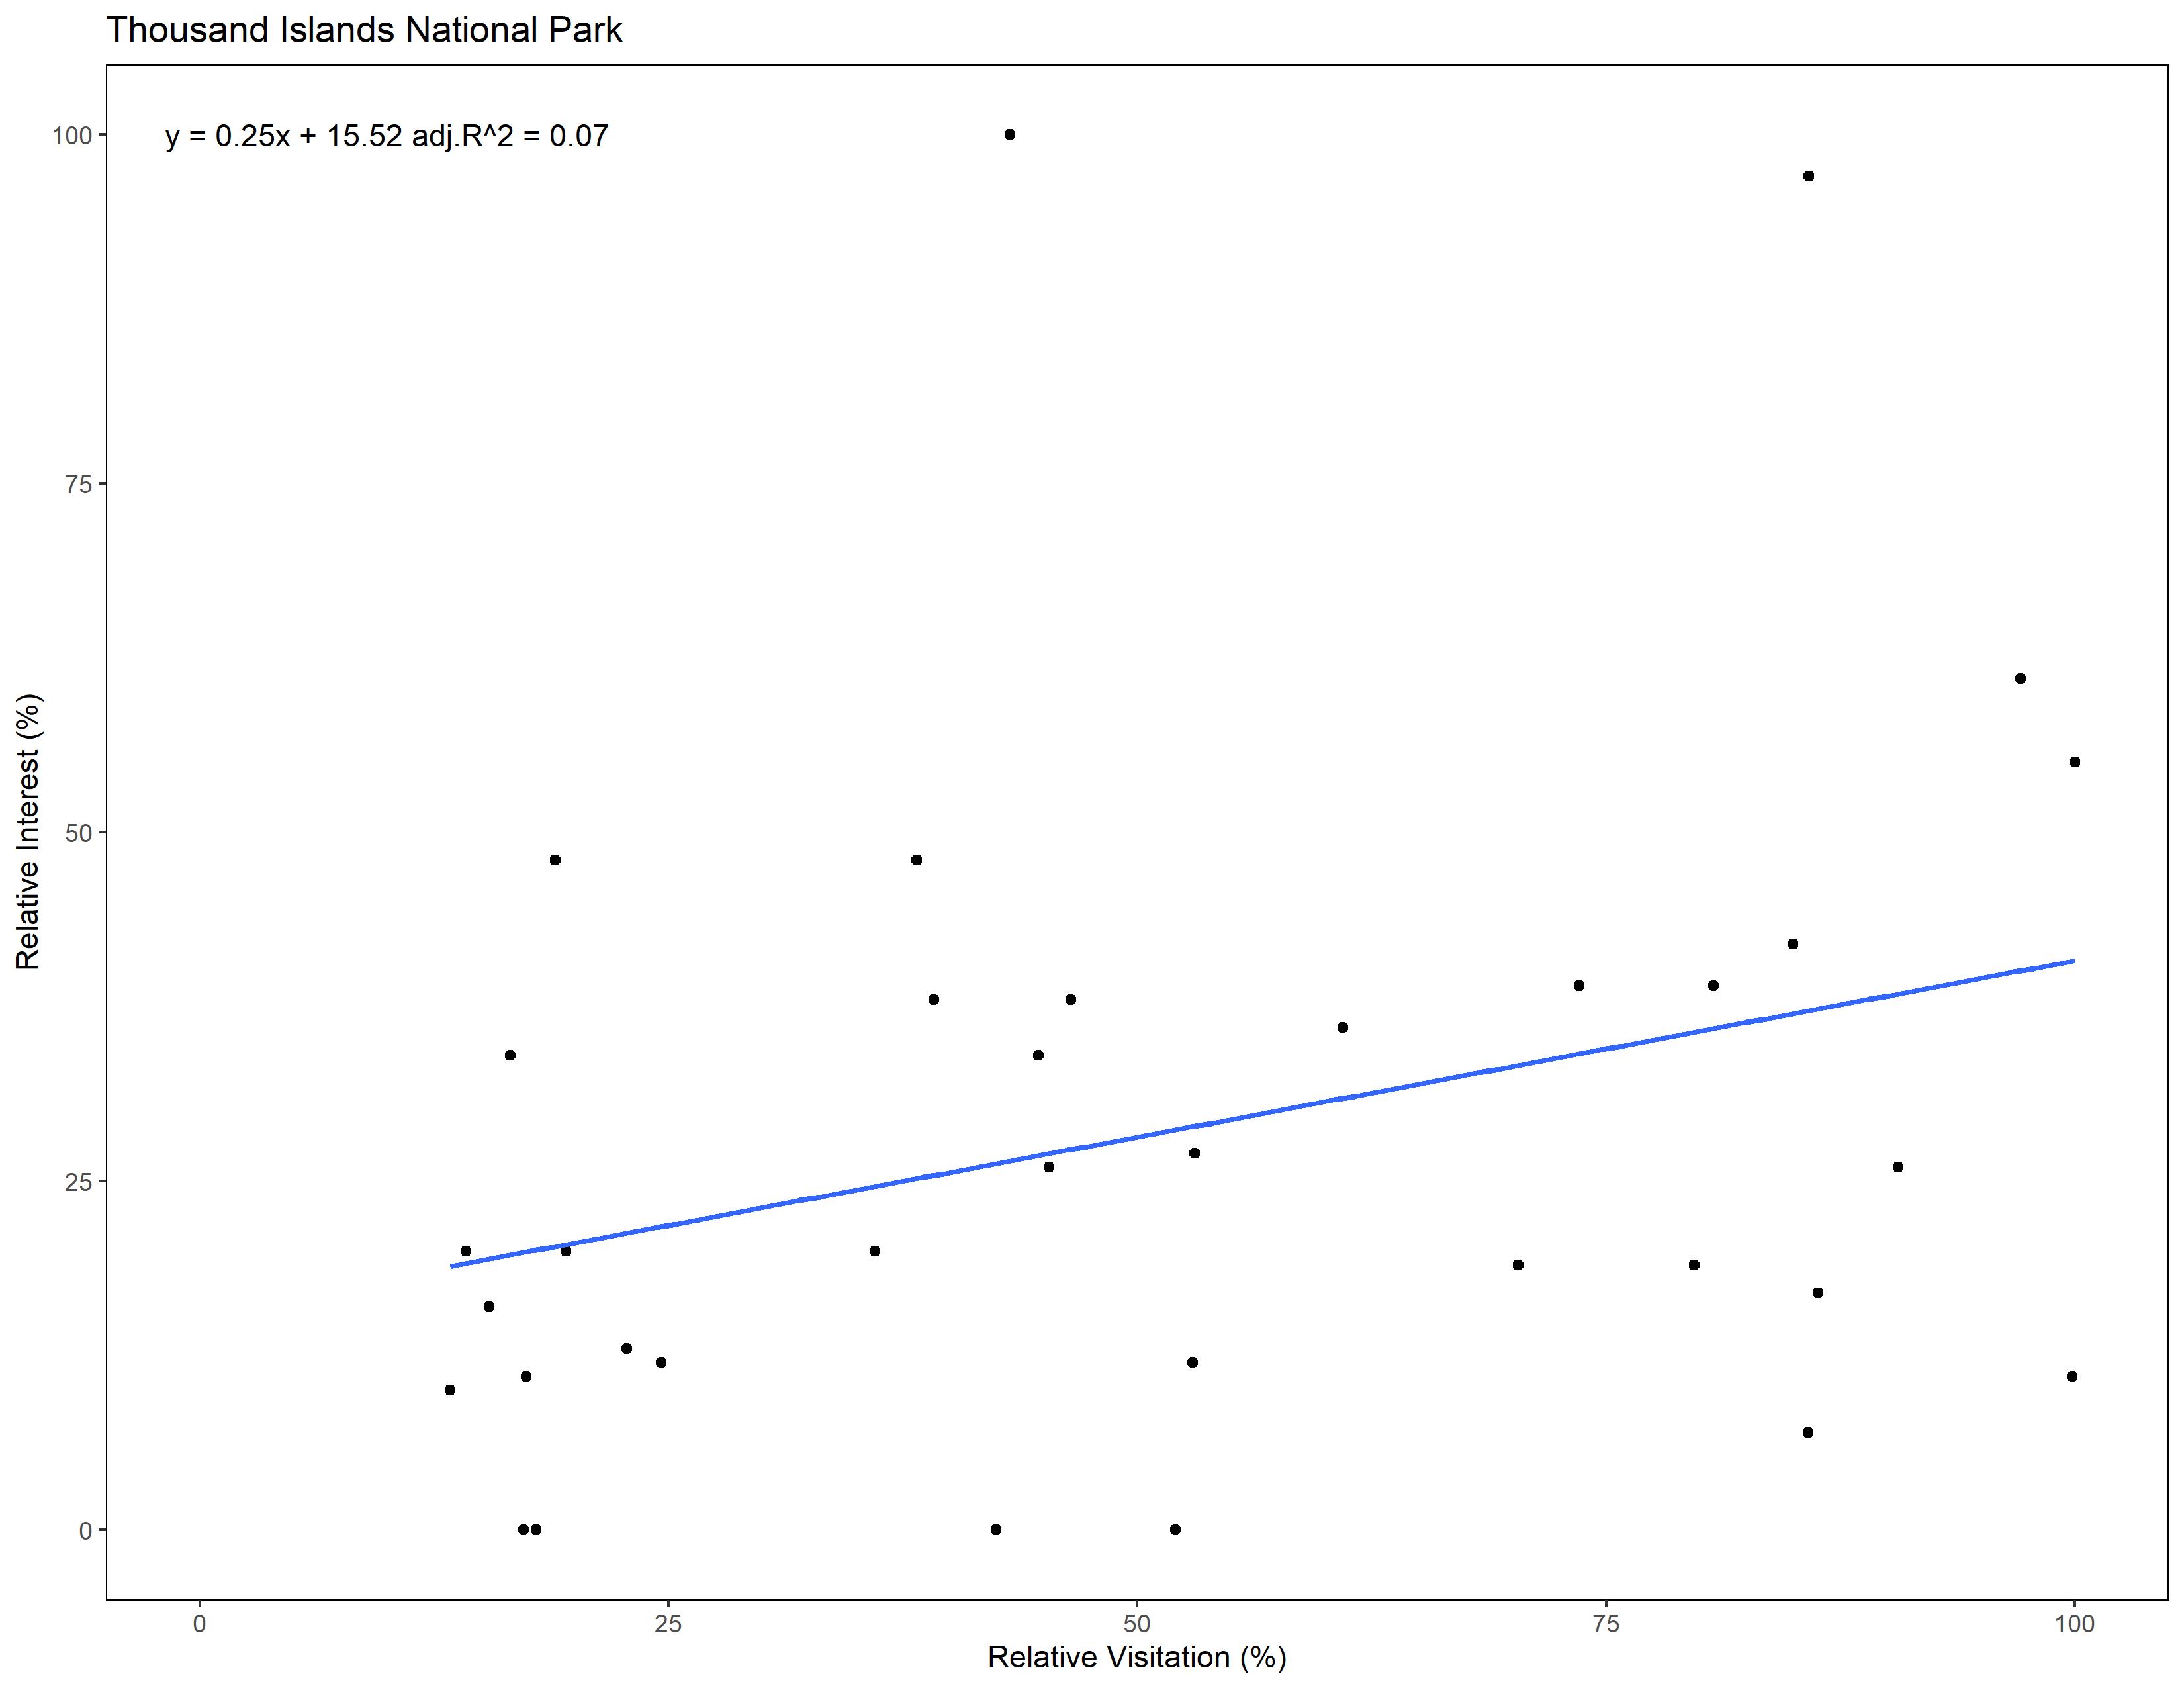 Thousand Islands National Park
y = 0.25x + 15.52 adj.R^2 = 0.07
100
75
50
25
0
Relative Interest (%)
0 25 50 75 100
Relative Visitation (%)